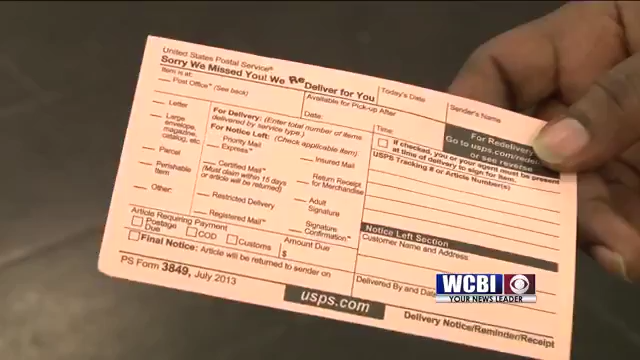 United States Postal Service®
Sorry We Missed You! We ReDeliver for You
Item is at:
Post Office™ (See back)
Available for Pick-up After
Date:
Time:
Today's Date
Sender's Name
Letter
Large envelope, magazine, catalog, etc.
Parcel
Perishable Item
Other:
For Delivery: (Enter total number of items delivered by service type.)
For Notice Left: (Check applicable item)
Priority Mail Express™
Certified Mail™
(Must claim within 15 days or article will be returned)
Restricted Delivery
Registered Mail™
Insured Mail
Return Receipt for Merchandise
Adult Signature
Signature Confirmation™
For Redelivery
Go to usps.com/rede
or see reverse
If checked, you or your agent must be present at time of delivery to sign for item.
USPS Tracking # or Article Number(s)
Notice Left Section
Customer Name and Address
Article Requiring Payment
Postage Due
COD
Customs
Amount Due
$
Final Notice: Article will be returned to sender on
Delivered By and Date
PS Form 3849, July 2013
usps.com
Delivery Notice/Reminder/Receipt
WCBI
YOUR NEWS LEADER